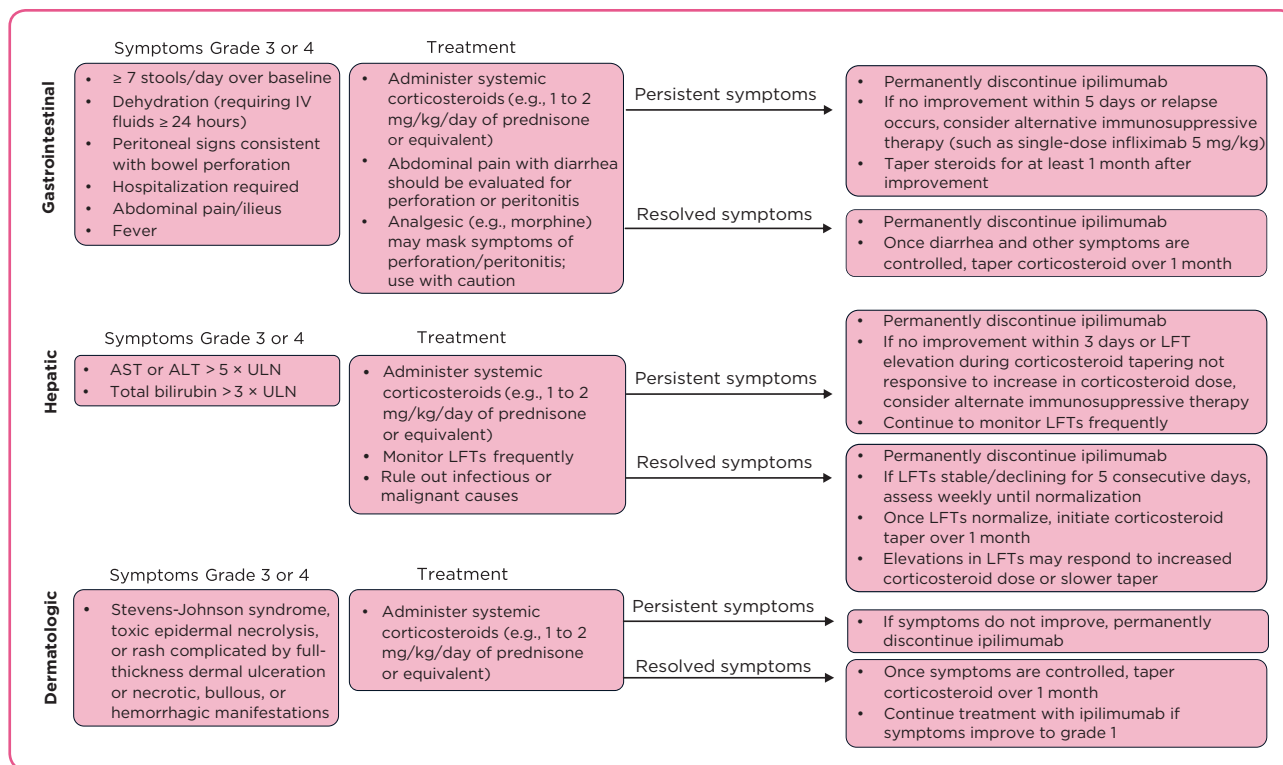 Gastrointestinal
Symptoms Grade 3 or 4
• ≥ 7 stools/day over baseline
• Dehydration (requiring IV
fluids ≥ 24 hours)
• Peritoneal signs consistent
with bowel perforation
• Hospitalization required
• Abdominal pain/ilieus
• Fever
Treatment
• Administer systemic
corticosteroids (e.g., 1 to 2
mg/kg/day of prednisone
or equivalent)
• Abdominal pain with diarrhea
should be evaluated for
perforation or peritonitis
• Analgesic (e.g., morphine)
may mask symptoms of
perforation/peritonitis;
use with caution
Persistent symptoms
• Permanently discontinue ipilimumab
• If no improvement within 5 days or relapse
occurs, consider alternative immunosuppressive
therapy (such as single-dose infliximab 5 mg/kg)
• Taper steroids for at least 1 month after
improvement
Resolved symptoms
• Permanently discontinue ipilimumab
• Once diarrhea and other symptoms are
controlled, taper corticosteroid over 1 month
Hepatic
Symptoms Grade 3 or 4
• AST or ALT > 5 × ULN
• Total bilirubin > 3 × ULN
Treatment
• Administer systemic
corticosteroids (e.g., 1 to 2
mg/kg/day of prednisone
or equivalent)
• Monitor LFTs frequently
• Rule out infectious or
malignant causes
Persistent symptoms
• Permanently discontinue ipilimumab
• If no improvement within 3 days or LFT
elevation during corticosteroid tapering not
responsive to increase in corticosteroid dose,
consider alternate immunosuppressive therapy
• Continue to monitor LFTs frequently
Resolved symptoms
• Permanently discontinue ipilimumab
• If LFTs stable/declining for 5 consecutive days,
assess weekly until normalization
• Once LFTs normalize, initiate corticosteroid
taper over 1 month
• Elevations in LFTs may respond to increased
corticosteroid dose or slower taper
Dermatologic
Symptoms Grade 3 or 4
• Stevens-Johnson syndrome,
toxic epidermal necrolysis,
or rash complicated by full-
thickness dermal ulceration
or necrotic, bullous, or
hemorrhagic manifestations
Treatment
• Administer systemic
corticosteroids (e.g., 1 to 2
mg/kg/day of prednisone
or equivalent)
Persistent symptoms
• If symptoms do not improve, permanently
discontinue ipilimumab
Resolved symptoms
• Once symptoms are controlled, taper
corticosteroid over 1 month
• Continue treatment with ipilimumab if
symptoms improve to grade 1